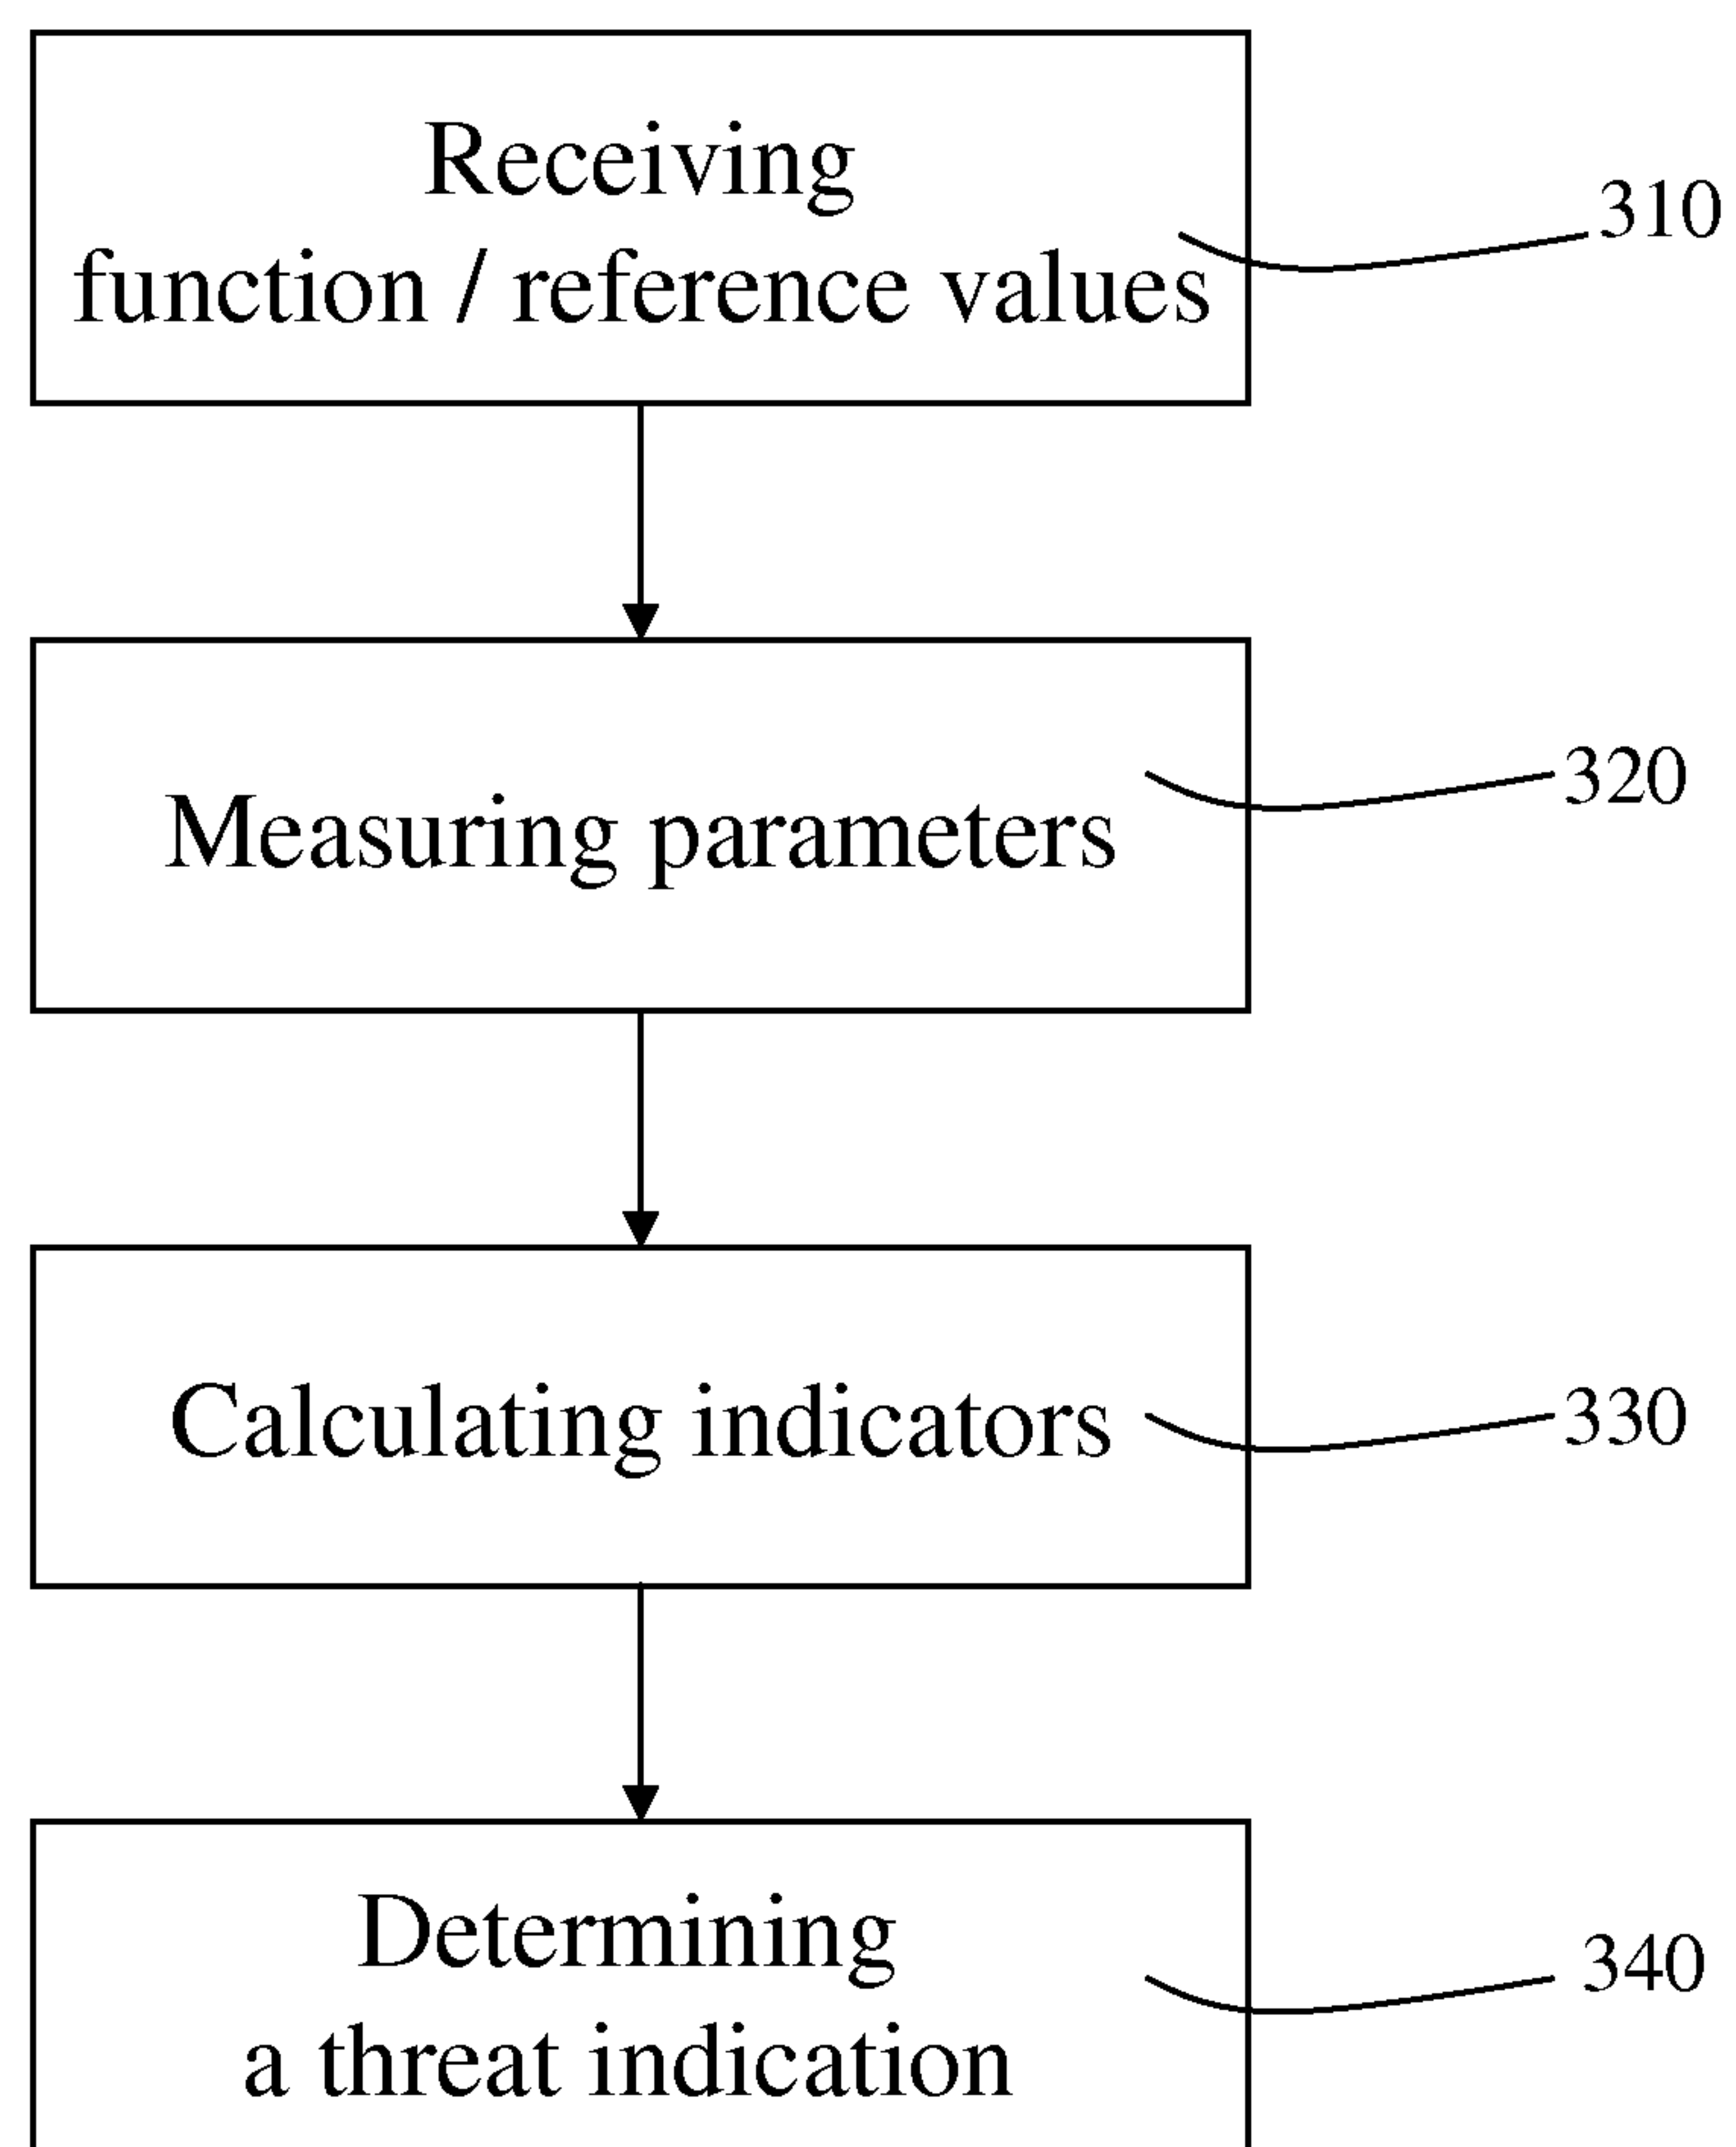 Receiving
function / reference values
310
Measuring parameters
320
Calculating indicators
330
Determining
a threat indication
340